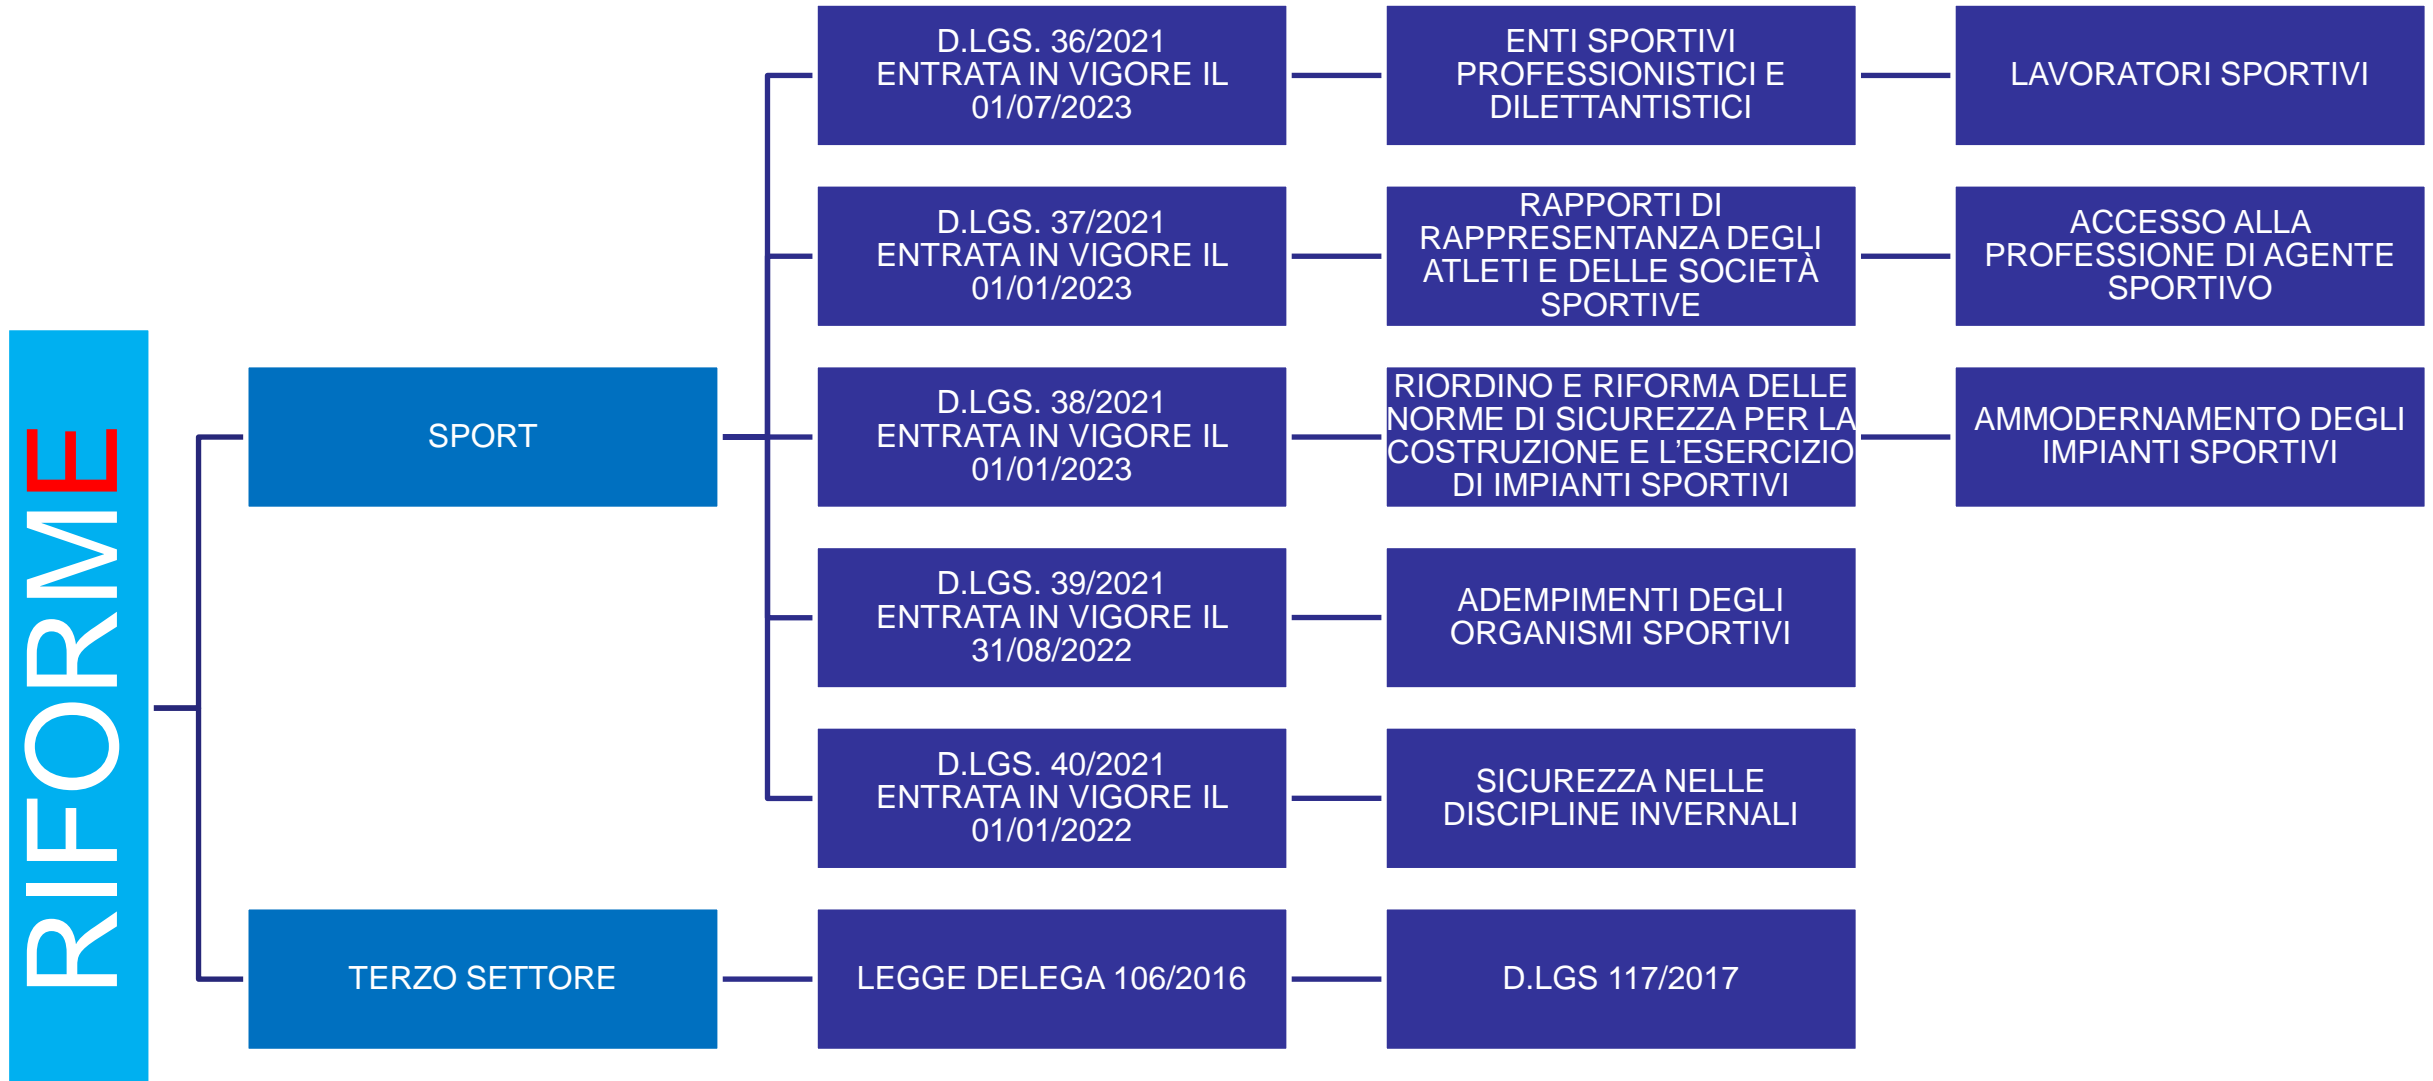 RIFORME
SPORT
D.LGS. 36/2021
ENTRATA IN VIGORE IL
01/07/2023
ENTI SPORTIVI
PROFESSIONISTICI E
DILETTANTISTICI
LAVORATORI SPORTIVI
D.LGS. 37/2021
ENTRATA IN VIGORE IL
01/01/2023
RAPPORTI DI
RAPPRESENTANZA DEGLI
ATLETI E DELLE SOCIETÀ
SPORTIVE
ACCESSO ALLA
PROFESSIONE DI AGENTE
SPORTIVO
D.LGS. 38/2021
ENTRATA IN VIGORE IL
01/01/2023
RIORDINO E RIFORMA DELLE
NORME DI SICUREZZA PER LA
COSTRUZIONE E L’ESERCIZIO
DI IMPIANTI SPORTIVI
AMMODERNAMENTO DEGLI
IMPIANTI SPORTIVI
D.LGS. 39/2021
ENTRATA IN VIGORE IL
31/08/2022
ADEMPIMENTI DEGLI
ORGANISMI SPORTIVI
D.LGS. 40/2021
ENTRATA IN VIGORE IL
01/01/2022
SICUREZZA NELLE
DISCIPLINE INVERNALI
TERZO SETTORE
LEGGE DELEGA 106/2016
D.LGS 117/2017